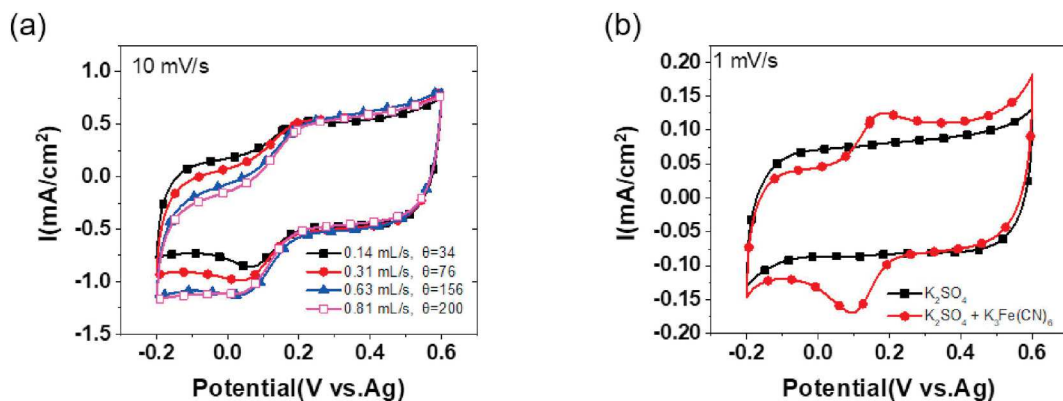 (a)
10 mV/s
1.0
0.5
0.0
-0.5
-1.0
-1.5
I(mA/cm²)
0.14 mL/s, θ=34
0.31 mL/s, θ=76
0.63 mL/s, θ=156
0.81 mL/s, θ=200
-0.2 0.0 0.2 0.4 0.6
Potential(V vs.Ag)
(b)
1 mV/s
0.20
0.15
0.10
0.05
0.00
-0.05
-0.10
-0.15
-0.20
I(mA/cm²)
K₂SO₄
K₂SO₄ + K₃Fe(CN)₆
-0.2 0.0 0.2 0.4 0.6
Potential(V vs.Ag)